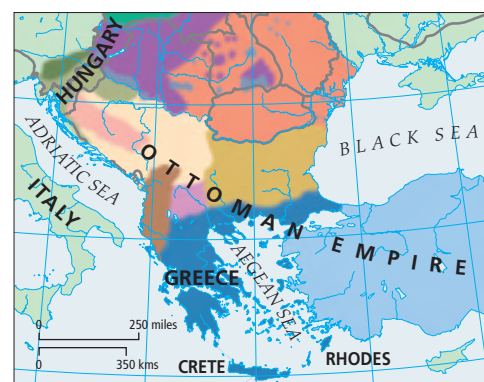 HUNGARY
BLACK SEA
ADRIATIC SEA
OTTOMAN EMPIRE
ITALY
AEGEAN SEA
GREECE
0 250 miles
0 350 kms
CRETE
RHODES